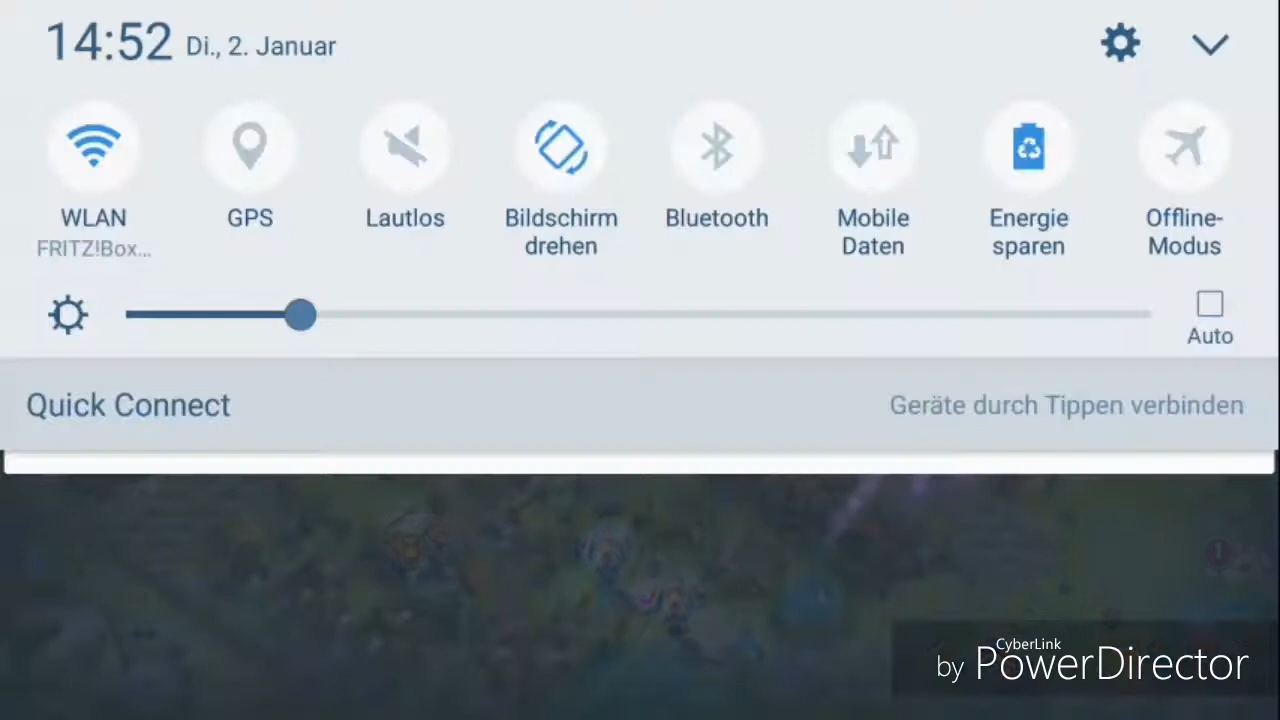 14:52 Di., 2. Januar
WLAN
FRITZ!Box...
GPS
Lautlos
Bildschirm
drehen
Bluetooth
Mobile
Daten
Energie
sparen
Offline-
Modus
Auto
Quick Connect
Geräte durch Tippen verbinden
CyberLink
by PowerDirector